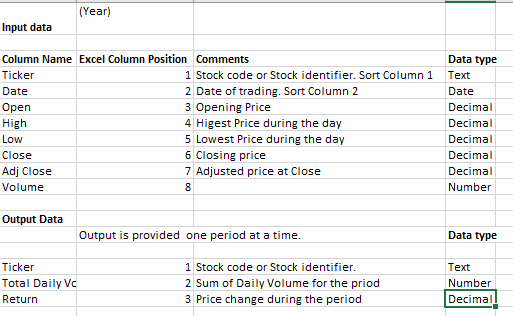 (Year)
Input data
Column Name Excel Column Position Comments Data type
Ticker 1 Stock code or Stock identifier. Sort Column 1 Text
Date 2 Date of trading. Sort Column 2 Date
Open 3 Opening Price Decimal
High 4 Higest Price during the day Decimal
Low 5 Lowest Price during the day Decimal
Close 6 Closing price Decimal
Adj Close 7 Adjusted price at Close Decimal
Volume 8 Number
Output Data
Output is provided one period at a time. Data type
Ticker 1 Stock code or Stock identifier. Text
Total Daily Vo 2 Sum of Daily Volume for the priod Number
Return 3 Price change during the period Decimal